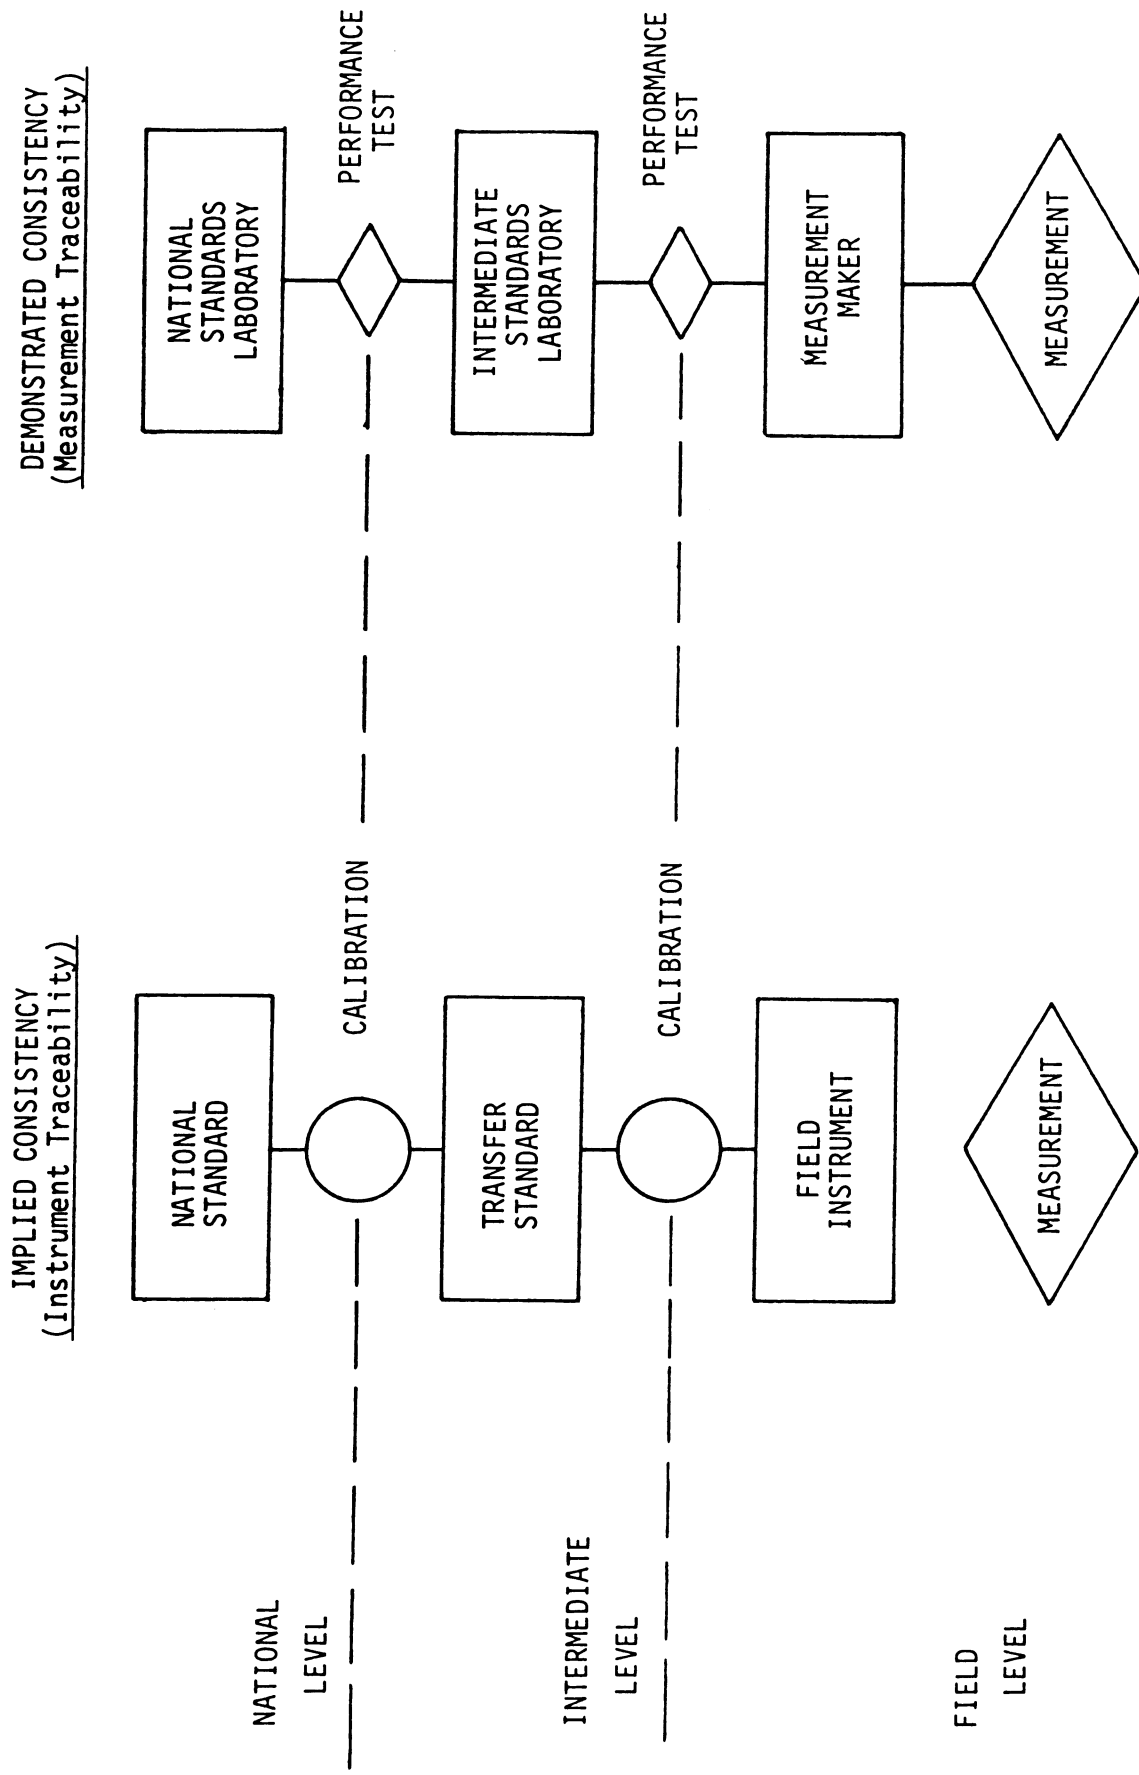 IMPLIED CONSISTENCY
(Instrument Traceability)
DEMONSTRATED CONSISTENCY
(Measurement Traceability)
NATIONAL
LEVEL
NATIONAL
STANDARD
CALIBRATION
NATIONAL
STANDARDS
LABORATORY
PERFORMANCE
TEST
INTERMEDIATE
LEVEL
TRANSFER
STANDARD
CALIBRATION
INTERMEDIATE
STANDARDS
LABORATORY
PERFORMANCE
TEST
FIELD
LEVEL
FIELD
INSTRUMENT
MEASUREMENT
MAKER
MEASUREMENT
MEASUREMENT